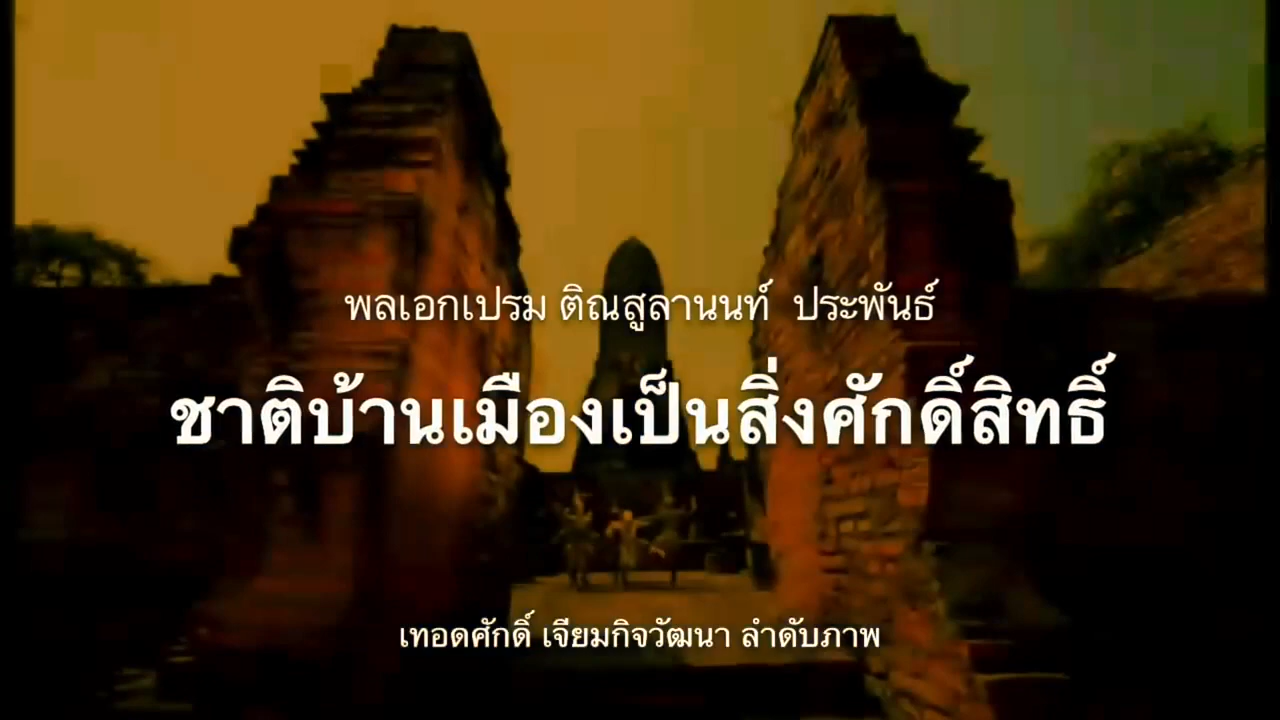 พลเอกเปรม ติณสูลานนท์ ประพันธ์
ชาติบ้านเมืองเป็นสิ่งศักดิ์สิทธิ์
เทอดศักดิ์ เจียมกิจวัฒนา ลำดับภาพ